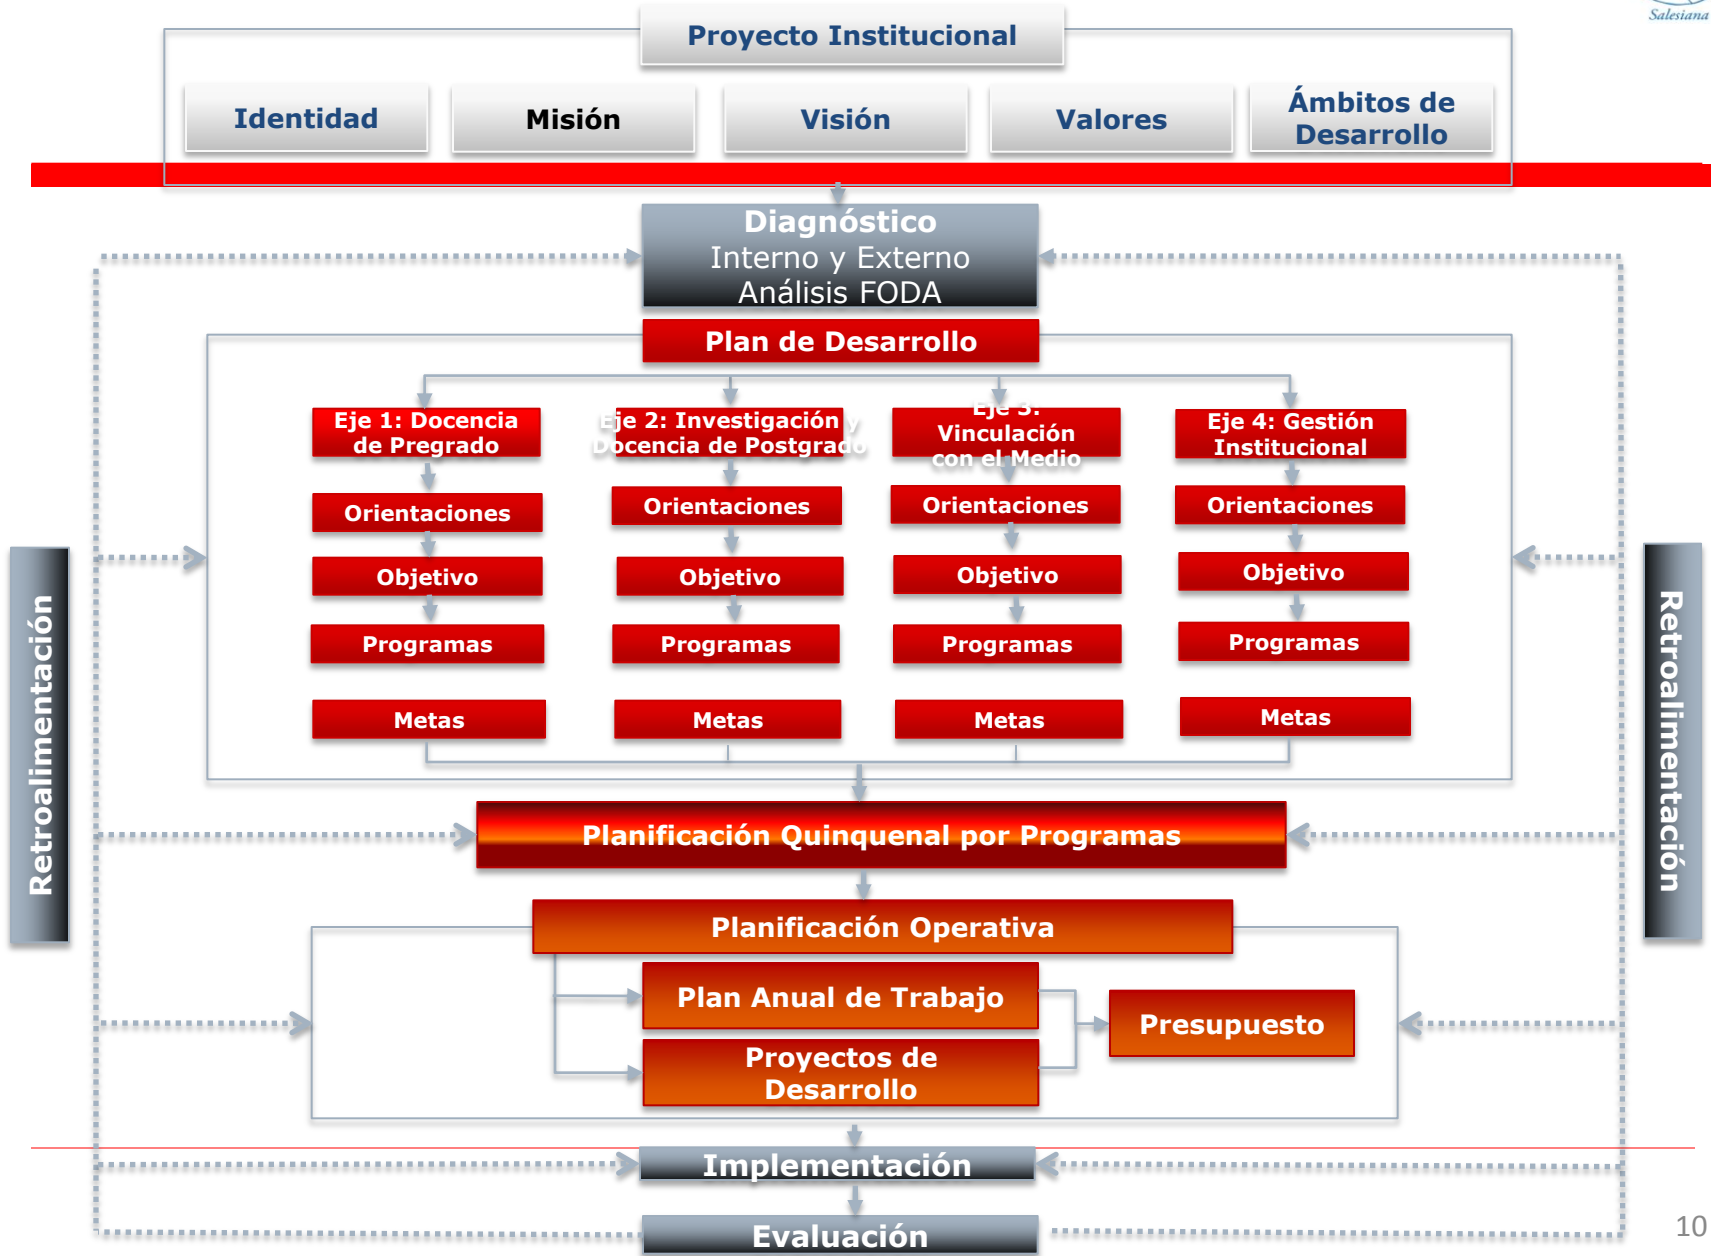 Salesiana
Proyecto Institucional
Identidad
Misión
Visión
Valores
Ámbitos de
Desarrollo
Diagnóstico
Interno y Externo
Análisis FODA
Plan de Desarrollo
Eje 1: Docencia
de Pregrado
Eje 2: Investigación y
Docencia de Postgrado
Eje 3:
Vinculación
con el Medio
Eje 4: Gestión
Institucional
Orientaciones
Orientaciones
Orientaciones
Orientaciones
Objetivo
Objetivo
Objetivo
Objetivo
Programas
Programas
Programas
Programas
Metas
Metas
Metas
Metas
Retroalimentación
Retroalimentación
Planificación Quinquenal por Programas
Planificación Operativa
Plan Anual de Trabajo
Proyectos de
Desarrollo
Presupuesto
Implementación
Evaluación
10